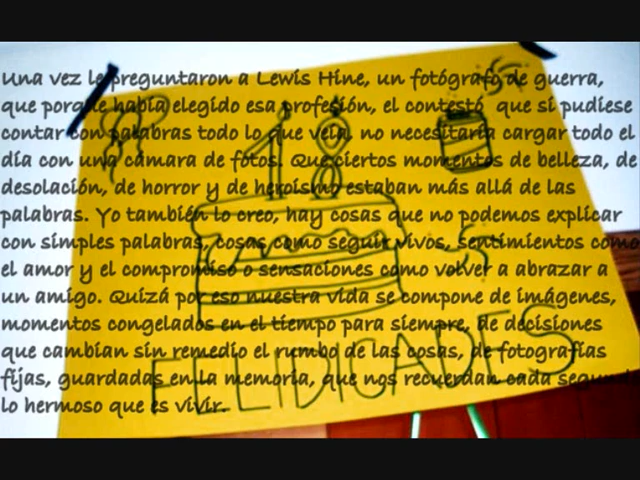 Una vez le preguntaron a Lewis Hine, un fotógrafo de guerra,
que porque había elegido esa profesión, el contestó que si pudiese
contar con palabras todo lo que veía, no necesitaría cargar todo el
día con una cámara de fotos. Que ciertos momentos de belleza, de
desolación, de horror y de heroísmo estaban más allá de las
palabras. Yo también lo creo, hay cosas que no podemos explicar
con simples palabras, cosas como seguir vivos, sentimientos como
el amor y el compromiso o sensaciones como volver a abrazar a
un amigo. Quizá por eso nuestra vida se compone de imágenes,
momentos congelados en el tiempo para siempre, de decisiones
que cambian sin remedio el rumbo de las cosas, de fotografías
fijas, guardadas en la memoria, que nos recuerdan cada segundo
lo hermoso que es vivir.
18
FELIDICADES